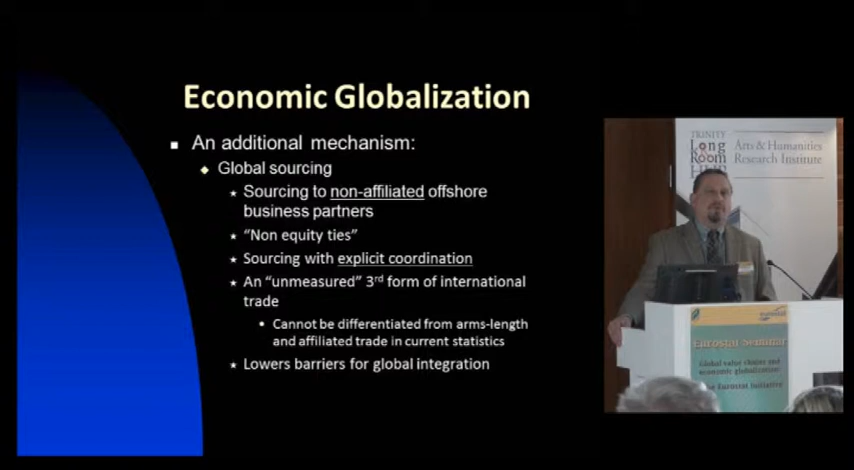 Economic Globalization
An additional mechanism:
Global sourcing
Sourcing to non-affiliated offshore
business partners
"Non equity ties"
Sourcing with explicit coordination
An "unmeasured" 3rd form of international
trade
Cannot be differentiated from arms-length
and affiliated trade in current statistics
Lowers barriers for global integration
TRINITY
Long
Room
HUB
Arts & Humanities
Research Institute
Eurostat Seminar
Global value chains and
economic globalization
The Eurostat Initiative